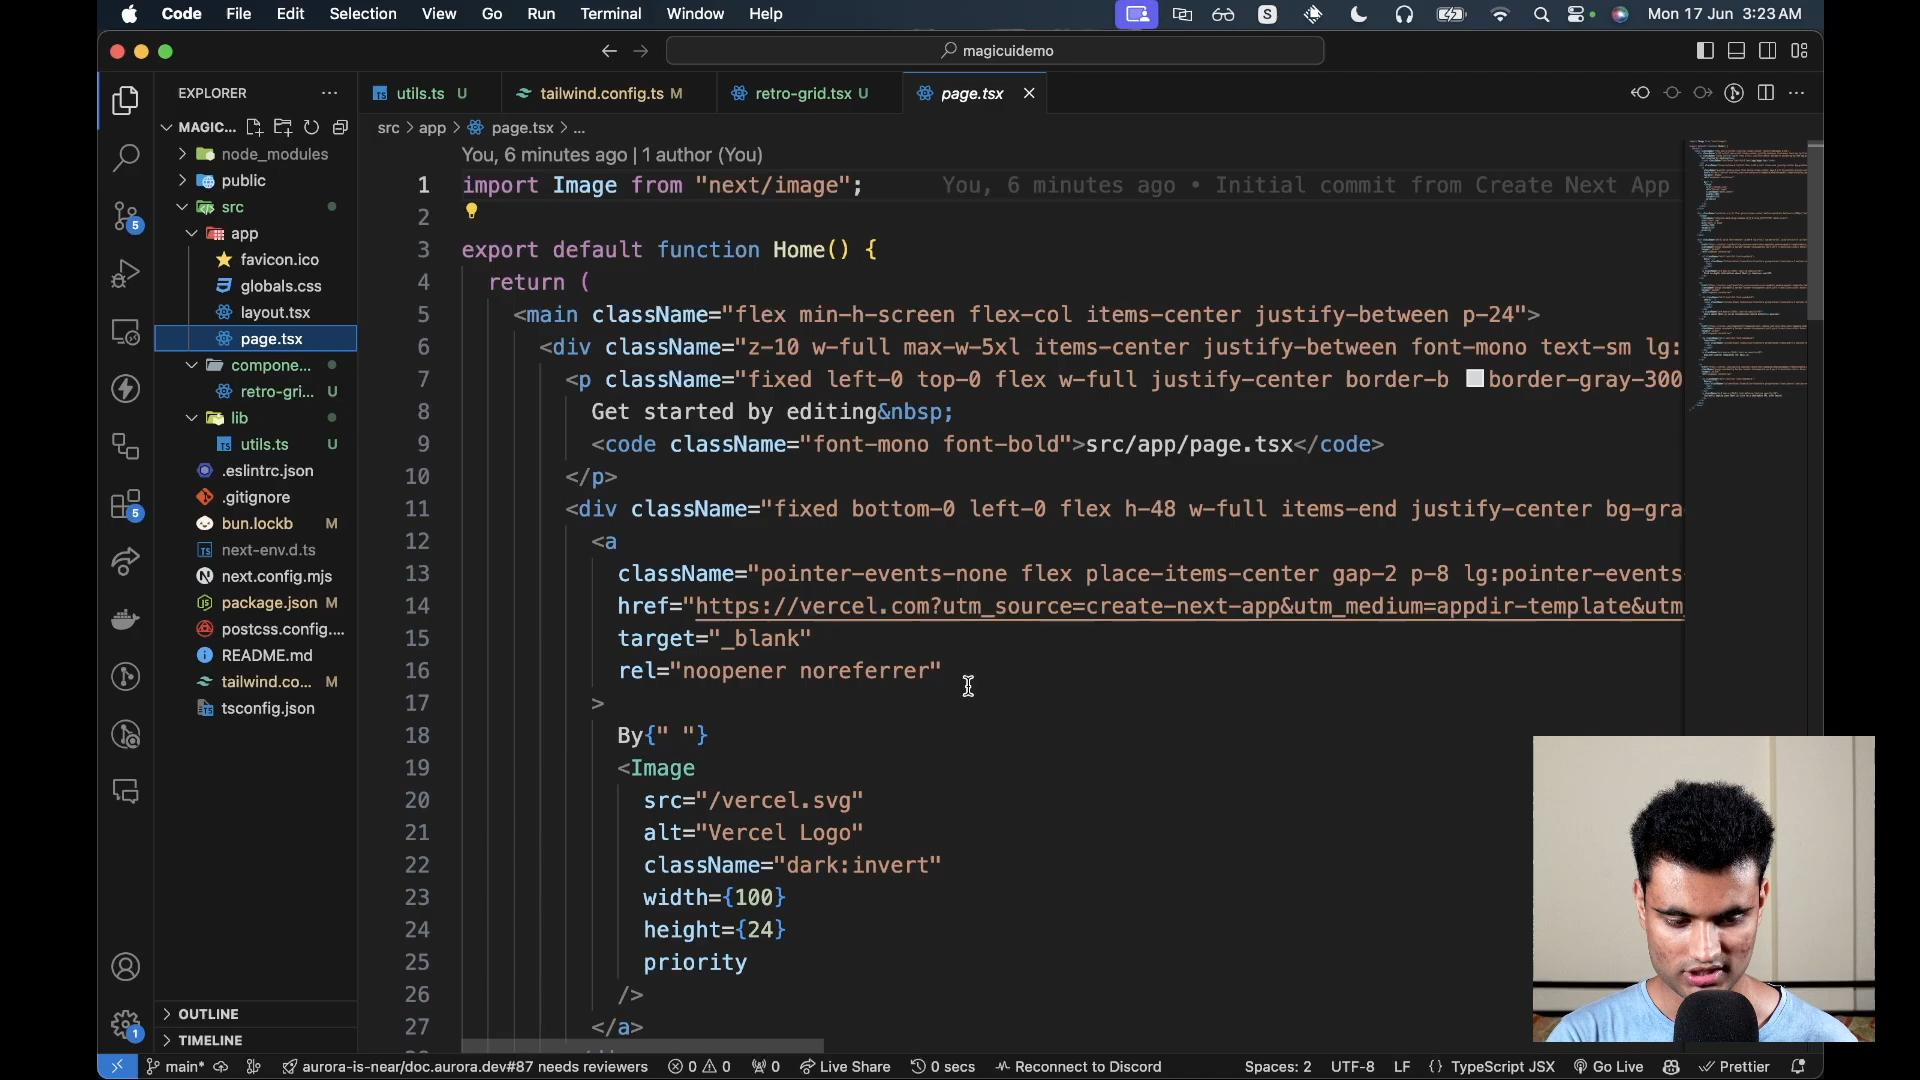 Code File Edit Selection View Go Run Terminal Window Help S Mon 17 Jun 3:23 AM
magicuidemo
EXPLORER ...
utils.ts U
tailwind.config.ts M
retro-grid.tsx U
page.tsx
MAGIC...
src > app > page.tsx > ...
node_modules
public
src
app
favicon.ico
globals.css
layout.tsx
page.tsx
compone...
retro-gri... U
lib
utils.ts U
.eslintrc.json
.gitignore
bun.lockb M
next-env.d.ts
next.config.mjs
package.json M
postcss.config....
README.md
tailwind.co... M
tsconfig.json
OUTLINE
TIMELINE
5
5
1
You, 6 minutes ago | 1 author (You)
1 import Image from "next/image"; You, 6 minutes ago • Initial commit from Create Next App
2
3 export default function Home() {
4 return (
5 <main className="flex min-h-screen flex-col items-center justify-between p-24">
6 <div className="z-10 w-full max-w-5xl items-center justify-between font-mono text-sm lg:
7 <p className="fixed left-0 top-0 flex w-full justify-center border-b border-gray-300
8 Get started by editing&nbsp;
9 <code className="font-mono font-bold">src/app/page.tsx</code>
10 </p>
11 <div className="fixed bottom-0 left-0 flex h-48 w-full items-end justify-center bg-gra
12 <a
13 className="pointer-events-none flex place-items-center gap-2 p-8 lg:pointer-events-
14 href="https://vercel.com?utm_source=create-next-app&utm_medium=appdir-template&utm_
15 target="_blank"
16 rel="noopener noreferrer"
17 >
18 By{" "}
19 <Image
20 src="/vercel.svg"
21 alt="Vercel Logo"
22 className="dark:invert"
23 width={100}
24 height={24}
25 priority
26 />
27 </a>
main* aurora-is-near/doc.aurora.dev#87 needs reviewers 0 0 0 Live Share 0 secs Reconnect to Discord Spaces: 2 UTF-8 LF {} TypeScript JSX Go Live Prettier